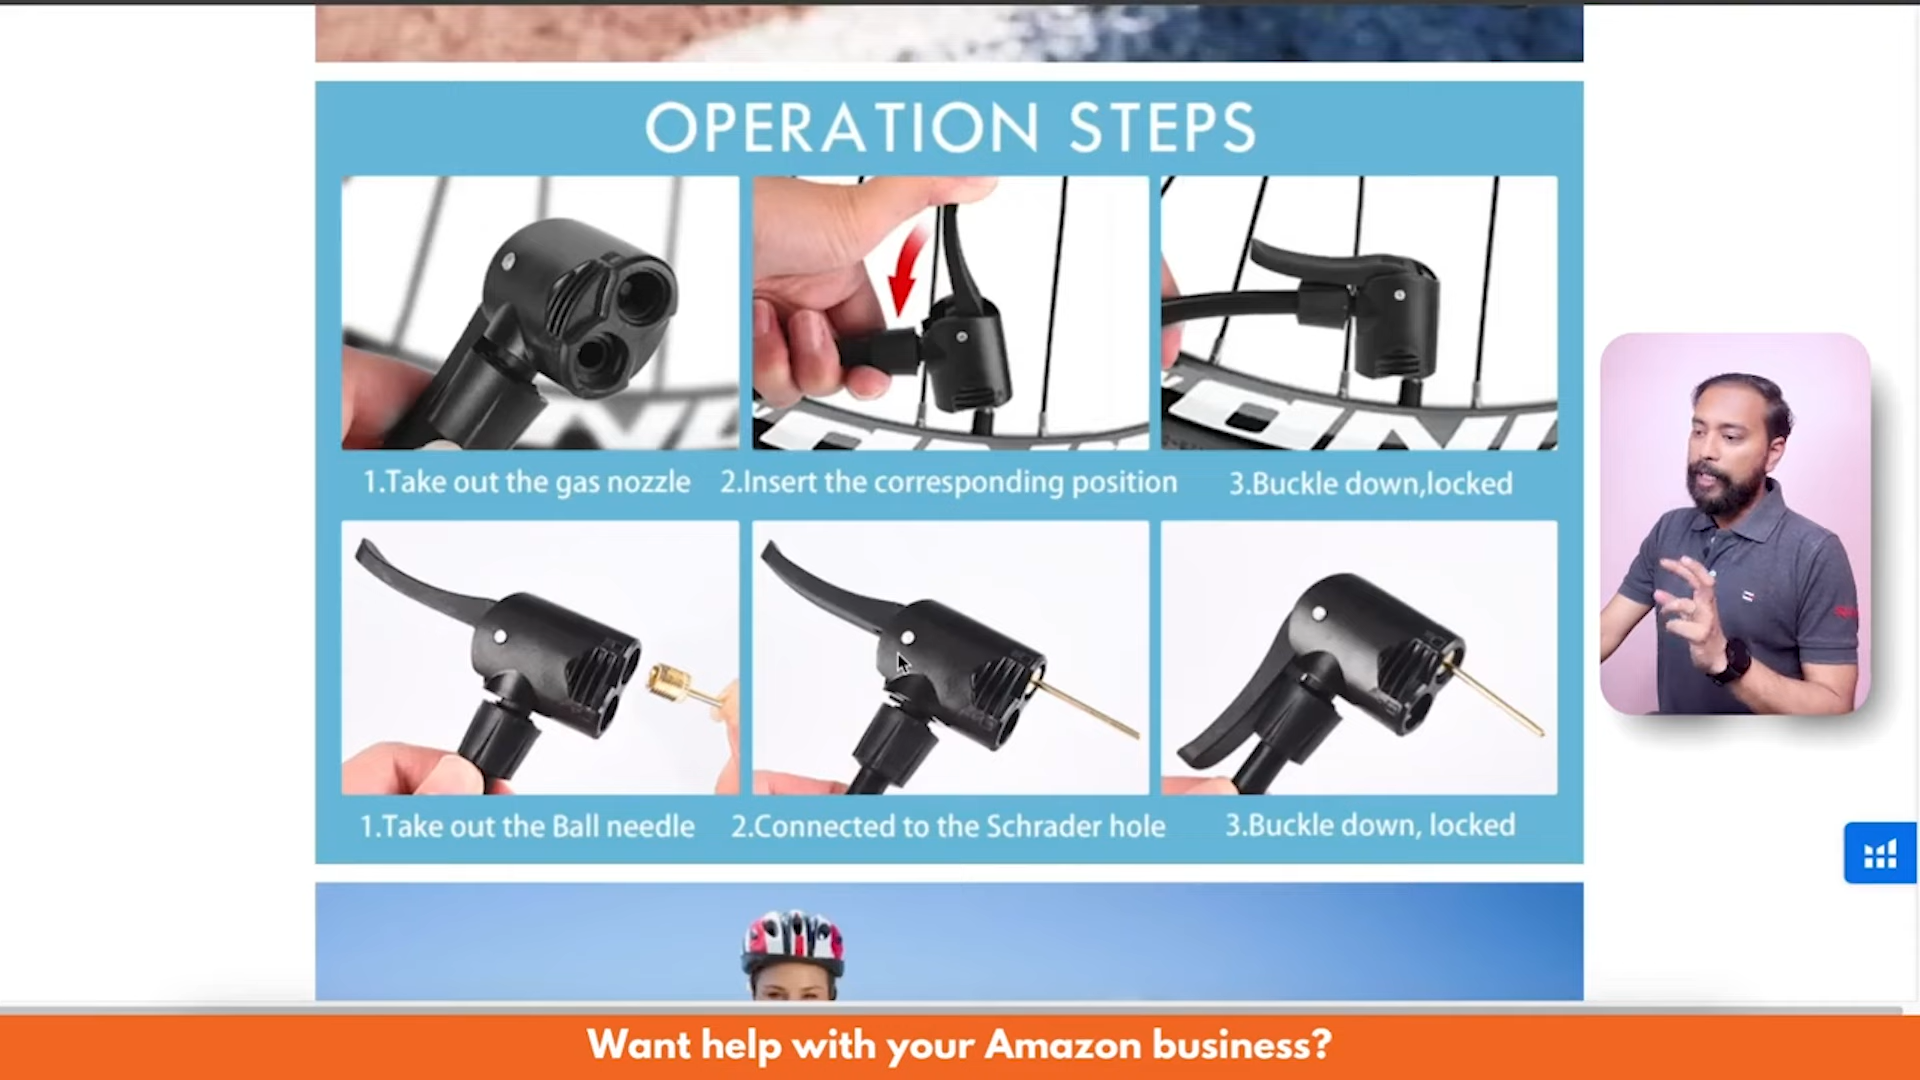 OPERATION STEPS
1.Take out the gas nozzle
2.Insert the corresponding position
3.Buckle down,locked
1.Take out the Ball needle
2.Connected to the Schrader hole
3.Buckle down, locked
Want help with your Amazon business?